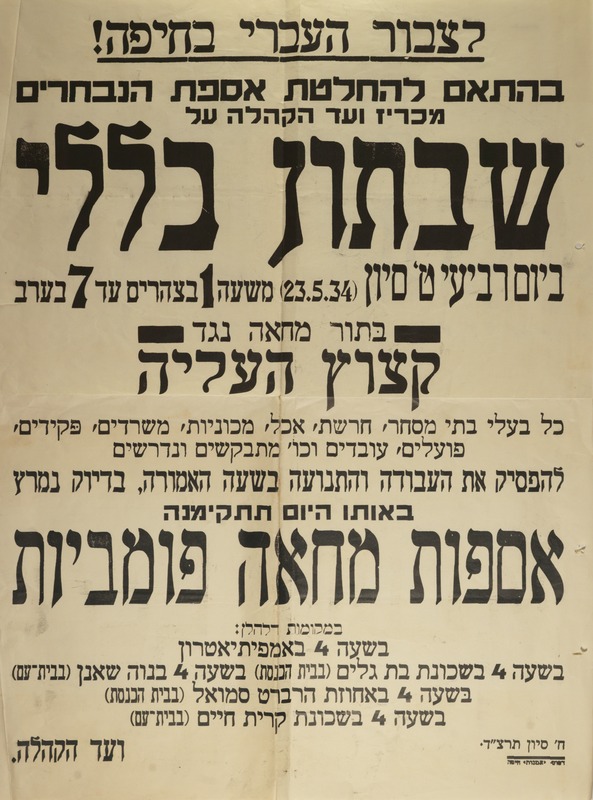 לצבור העברי בחיפה!
בהתאם להחלטת אספת הנבחרים
מכריז ועד הקהלה על
שבתון כללי
ביום רביעי ט' סיון (23.5.34) משעה 1 בצהרים עד 7 בערב
בתור מחאה נגד
קצוץ העליה
כל בעלי בתי מסחר, חרשת, אכל, מכוניות, משרדים, פקידים,
פועלים, עובדים וכו' מתבקשים ונדרשים
להפסיק את העבודה והתנועה בשעה האמורה, בדיוק נמרץ
באותו היום תתקימנה
אספות מחאה פומביות
במקומות דלהלן:
בשעה 4 באמפיתיאטרון
בשעה 4 בשכונת בת גלים (בבית הכנסת) בשעה 4 בנוה שאנן (בבית־עם)
בשעה 4 באחוזת הרברט סמואל (בבית הכנסת)
בשעה 4 בשכונת קרית חיים (בבית־עם)
ח' סיון תרצ"ד.
ועד הקהלה.
דפוס "אמנות" חיפה